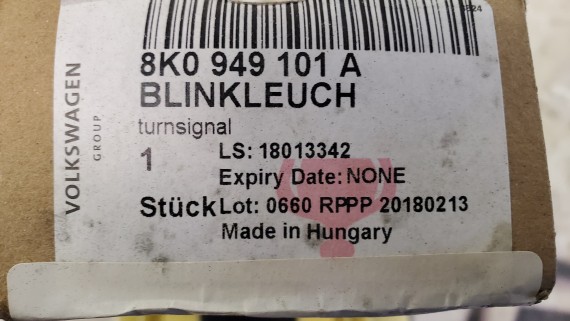 8K0 949 101 A
BLINKLEUCH
turnsignal
1
LS: 18013342
Expiry Date: NONE
Stück Lot: 0660 RPPP 20180213
Made in Hungary
VOLKSWAGEN
GROUP